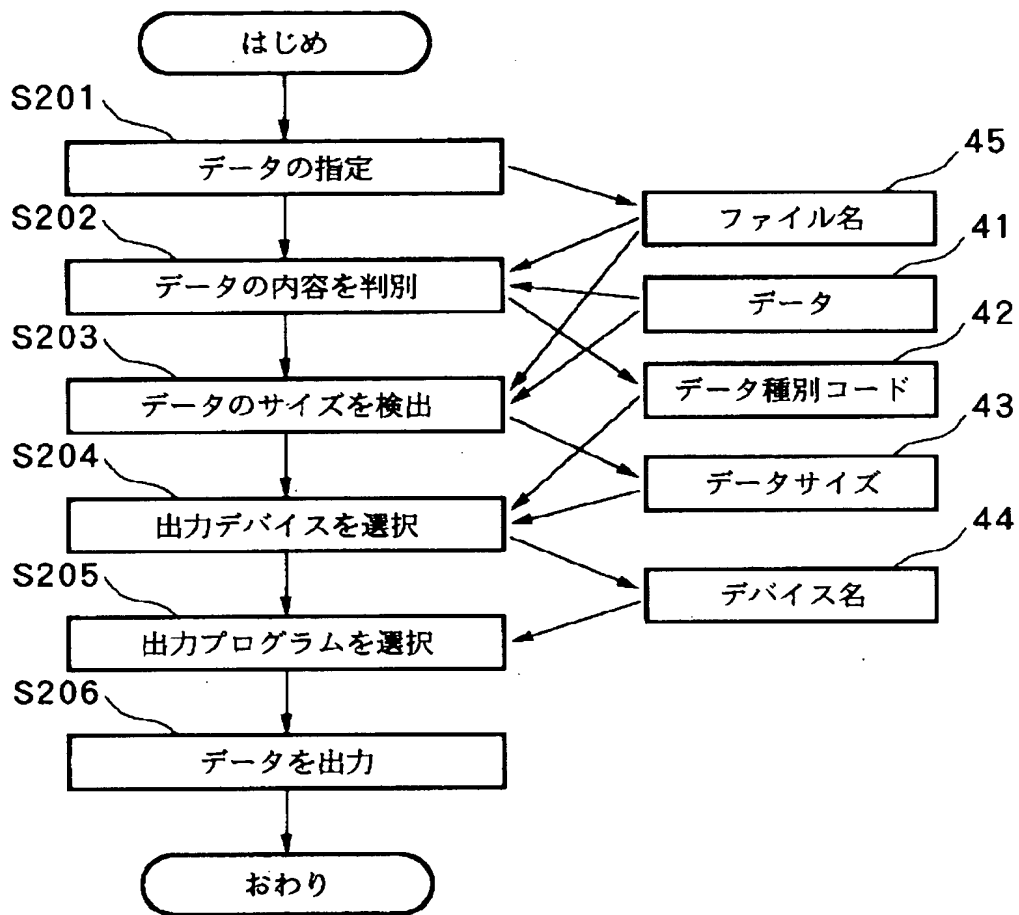 はじめ
S201
データの指定
45
ファイル名
S202
データの内容を判別
41
データ
S203
データのサイズを検出
42
データ種別コード
S204
出力デバイスを選択
43
データサイズ
S205
出力プログラムを選択
44
デバイス名
S206
データを出力
おわり